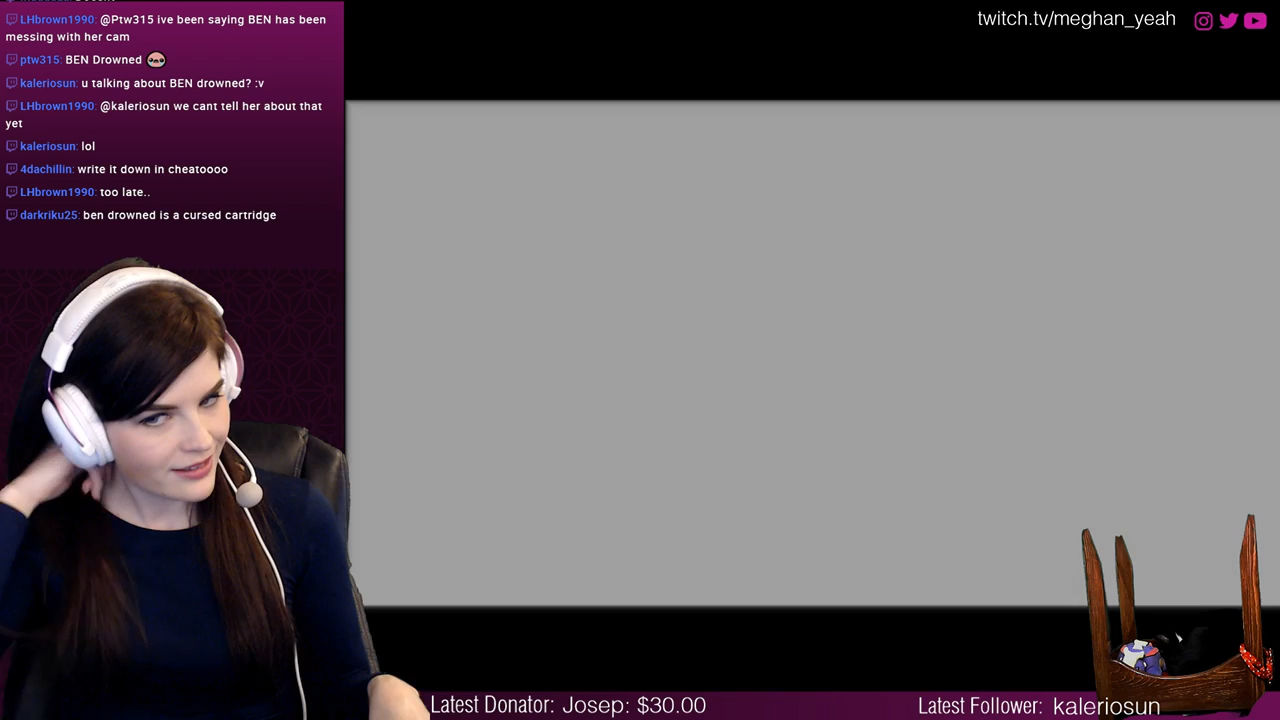 LHbrown1990: @Ptw315 ive been saying BEN has been
messing with her cam
ptw315: BEN Drowned
kaleriosun: u talking about BEN drowned? :v
LHbrown1990: @kaleriosun we cant tell her about that
yet
kaleriosun: lol
4dachillin: write it down in cheatoooo
LHbrown1990: too late..
darkriku25: ben drowned is a cursed cartridge
twitch.tv/meghan_yeah
Latest Donator: Josep: $30.00
Latest Follower: kaleriosun